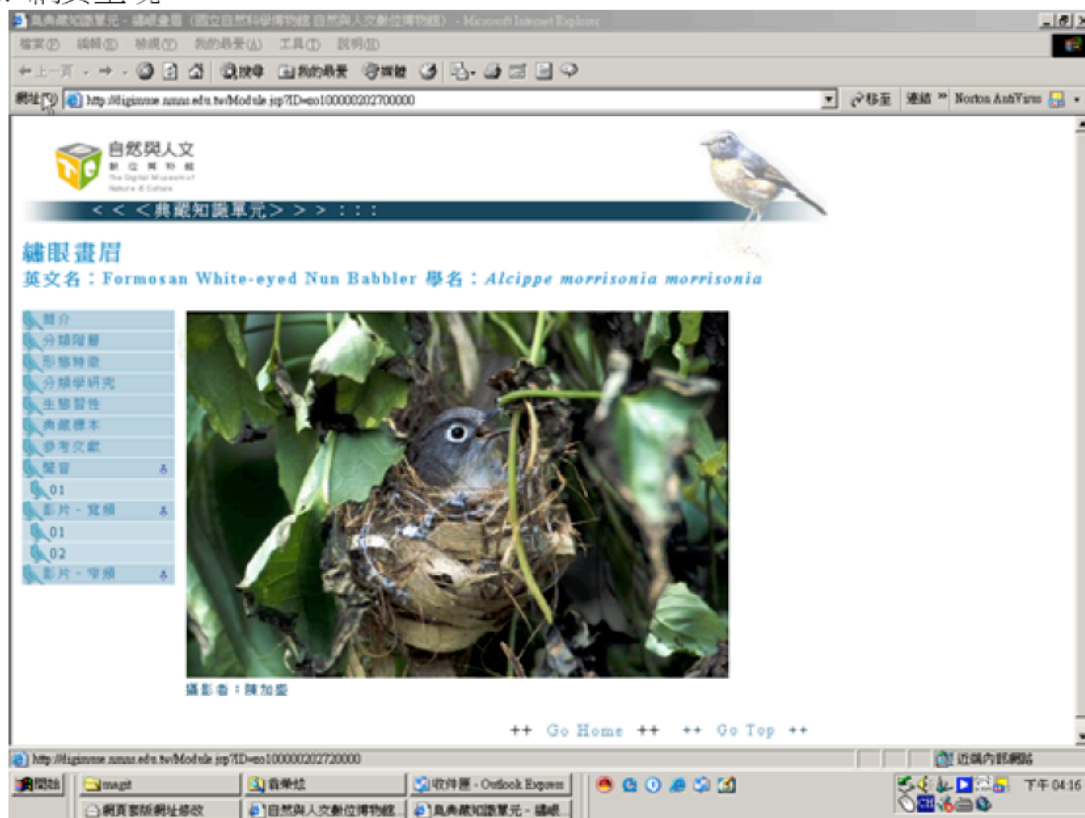 鳥典藏知識單元 - 繡眼畫眉 (國立自然科學博物館 自然與人文數位博物館) - Microsoft Internet Explorer
檔案(F) 編輯(E) 檢視(V) 我的最愛(A) 工具(T) 說明(H)
上一頁 搜尋 我的最愛 媒體
網址(D) http://digimuse.nmns.edu.tw/Module.jsp?ID=eo100000202700000 移至 連結 » Norton AntiVirus
自然與人文
數位博物館
The Digital Museum of
Nature & Culture
< < <典藏知識單元> > > : : :
繡眼畫眉
英文名：Formosan White-eyed Nun Babbler 學名：Alcippe morrisonia morrisonia
簡介
分類階層
形態特徵
分類學研究
生態習性
典藏標本
參考文獻
聲音
01
影片 - 寬頻
01
02
影片 - 窄頻
攝影者：陳加盛
++ Go Home ++ ++ Go Top ++
http://digimuse.nmns.edu.tw/Module.jsp?ID=eo100000202720000 近端內部網路
開始 magit 收件匣 - Outlook Express 下午 04:16
網頁套版網址修改 自然與人文數位博物館... 鳥典藏知識單元 - 繡眼... CH